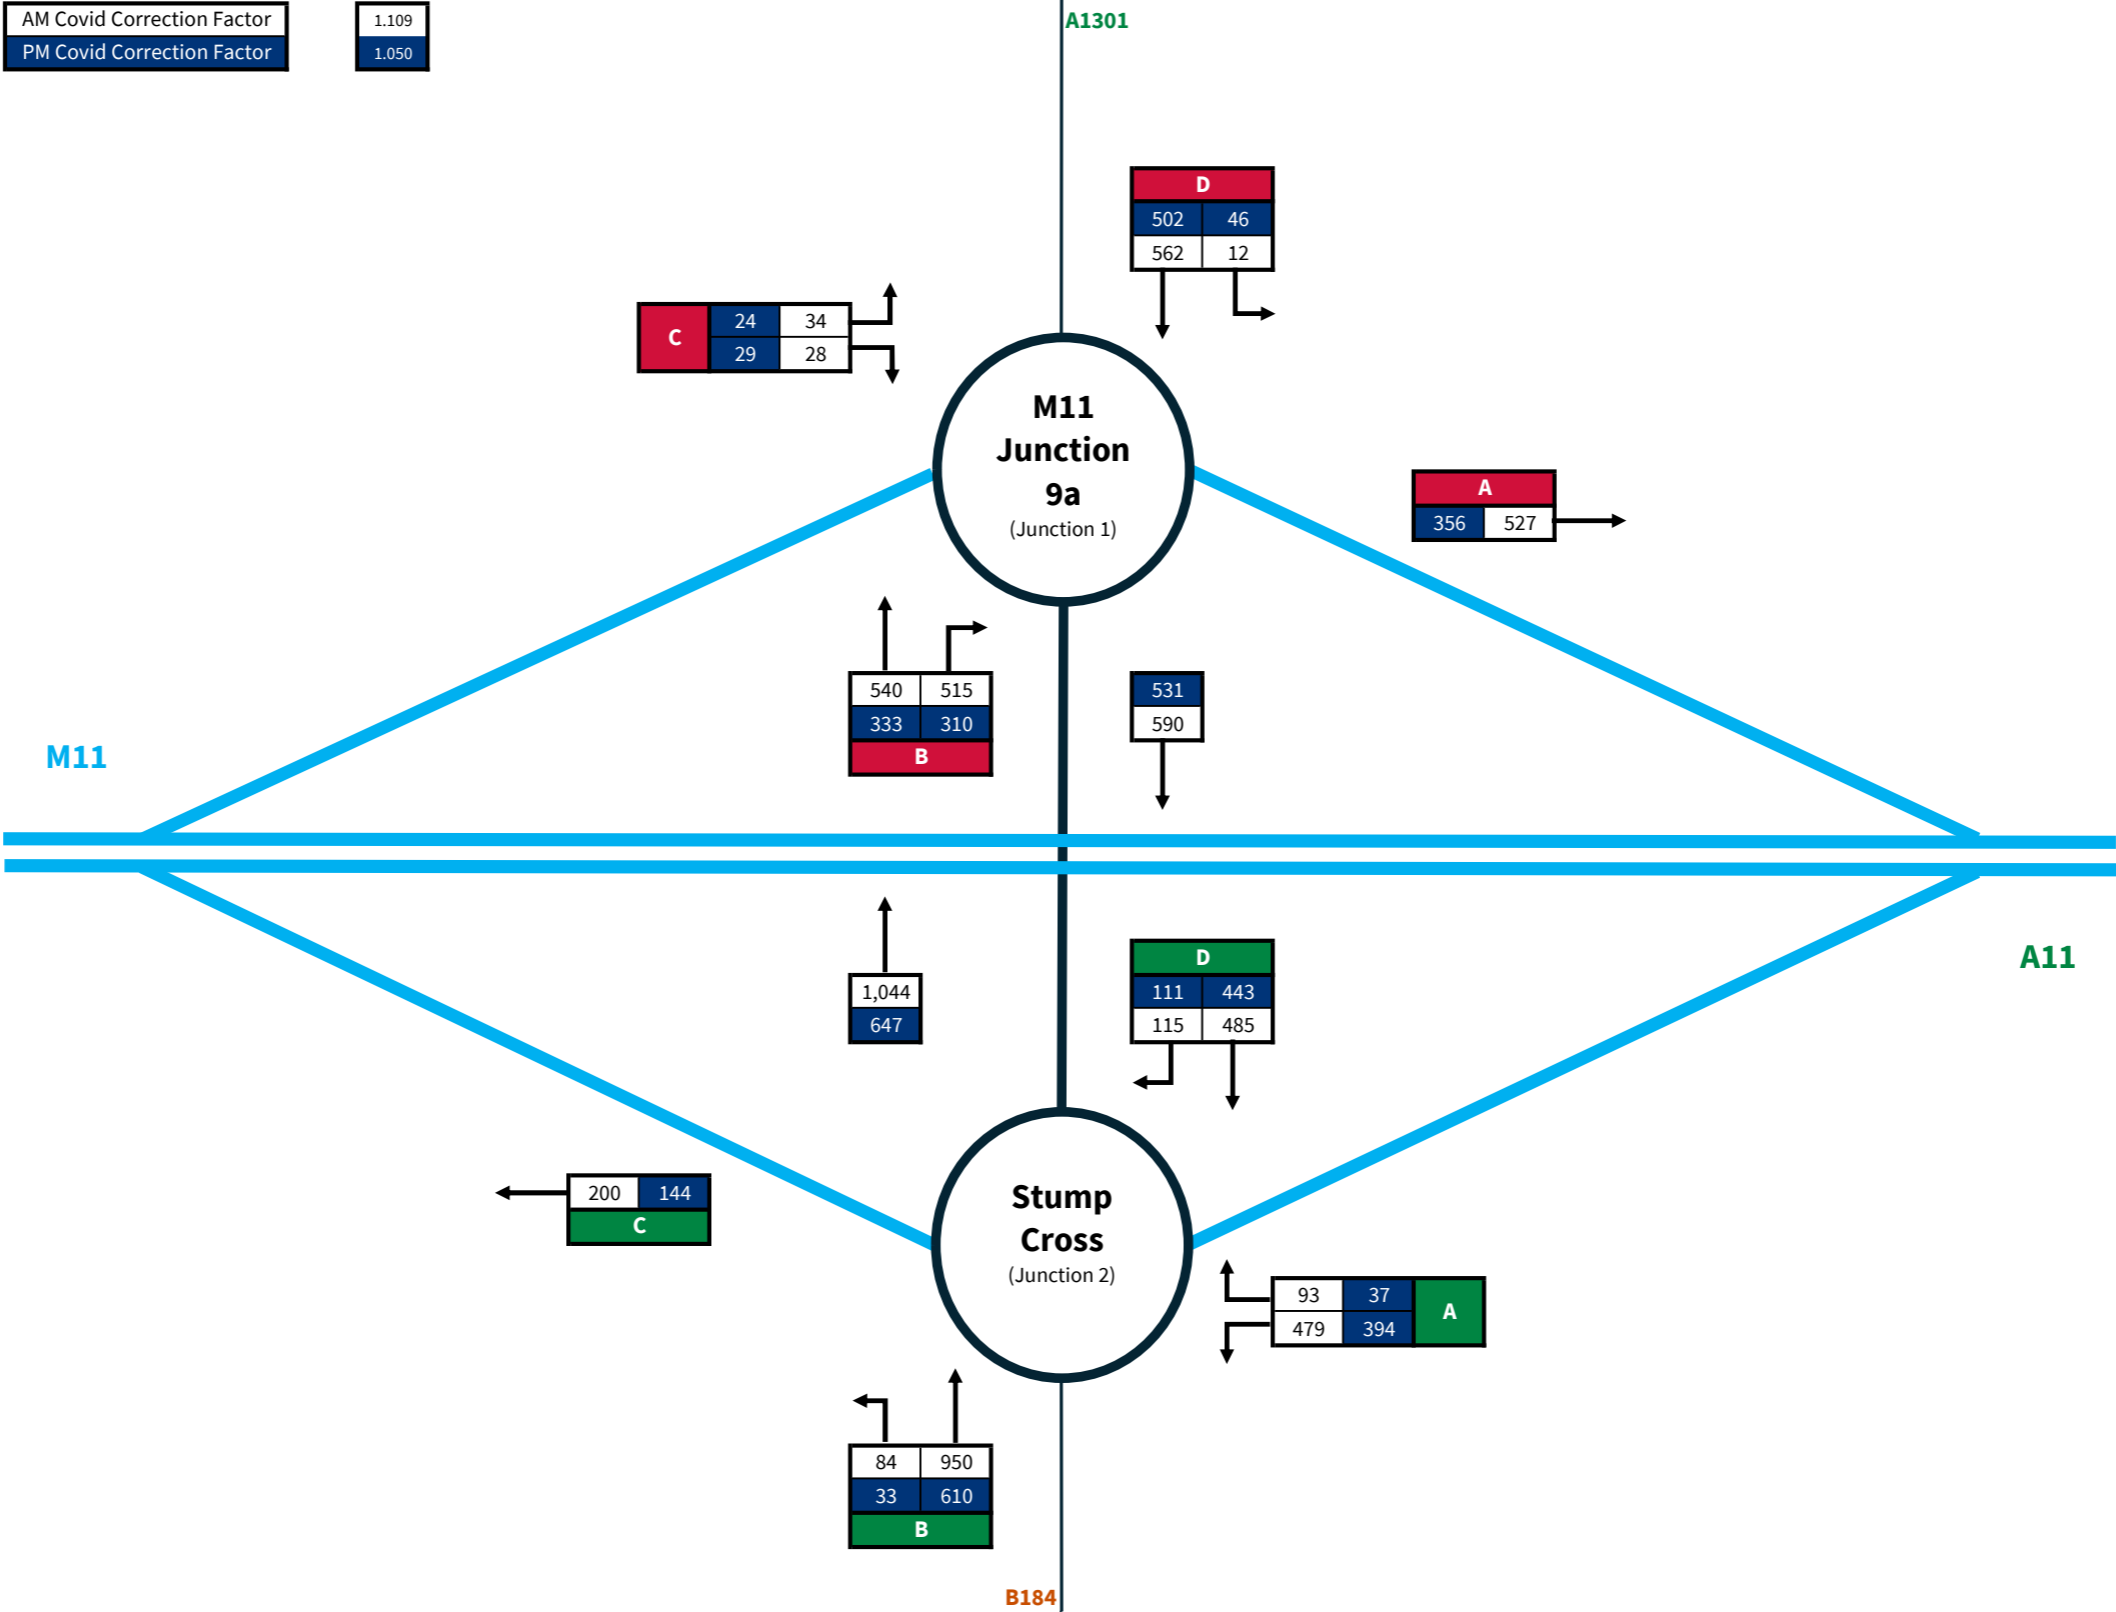 AM Covid Correction Factor 1.109
PM Covid Correction Factor 1.050
A1301
D
502 46
562 12
C
24 34
29 28
M11
Junction
9a
(Junction 1)
A
356 527
540 515
333 310
B
531
590
M11
A11
1,044
647
D
111 443
115 485
200 144
C
Stump
Cross
(Junction 2)
93 37
479 394
A
84 950
33 610
B
B184